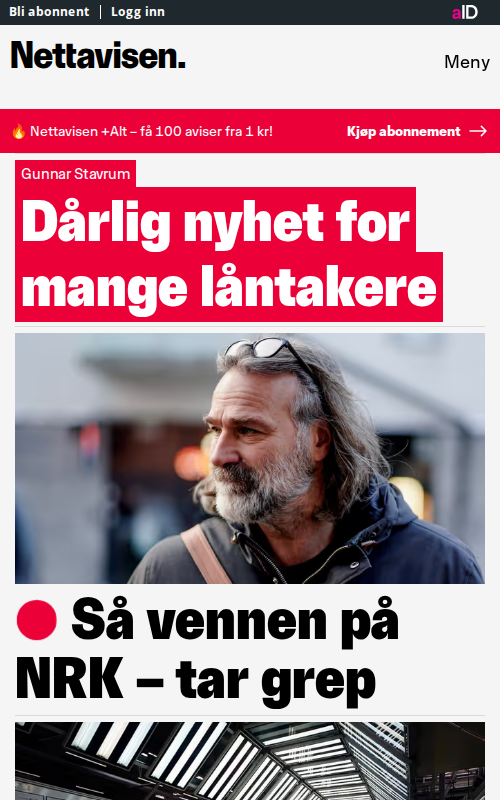 Bli abonnent | Logg inn
aID
Nettavisen.
Meny
🔥 Nettavisen +Alt – få 100 aviser fra 1 kr!
Kjøp abonnement →
Gunnar Stavrum
Dårlig nyhet for
mange låntakere
Så vennen på
NRK – tar grep